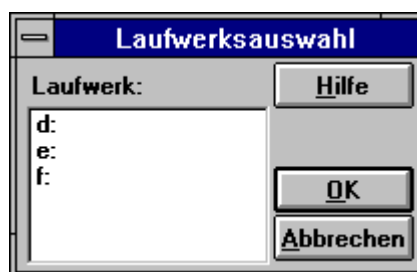 Laufwerksauswahl
Laufwerk:
Hilfe
d:
e:
f:
OK
Abbrechen